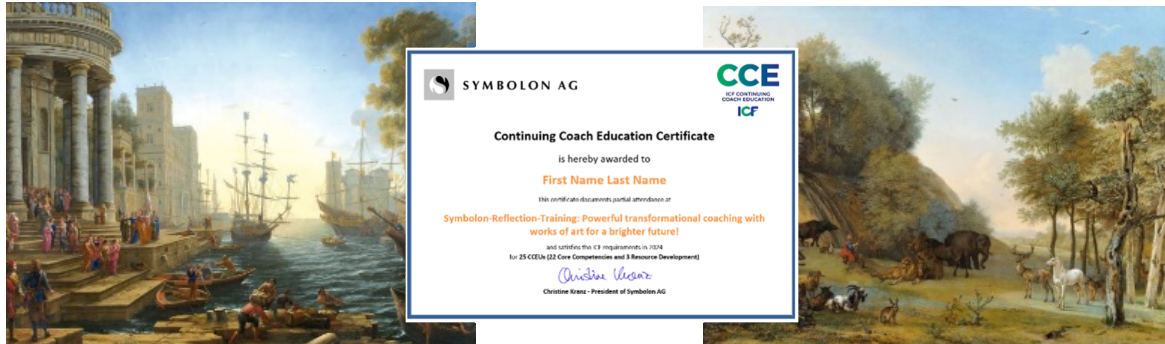 SYMBOLON AG
CCE
ICF CONTINUING
COACH EDUCATION
ICF
Continuing Coach Education Certificate
is hereby awarded to
First Name Last Name
This certificate documents partial attendance at
Symbolon-Reflection-Training: Powerful transformational coaching with
works of art for a brighter future!
and satisfies the ICF requirements in 2024
for 25 CCEUs (22 Core Competencies and 3 Resource Development)
Christine Kranz
Christine Kranz - President of Symbolon AG